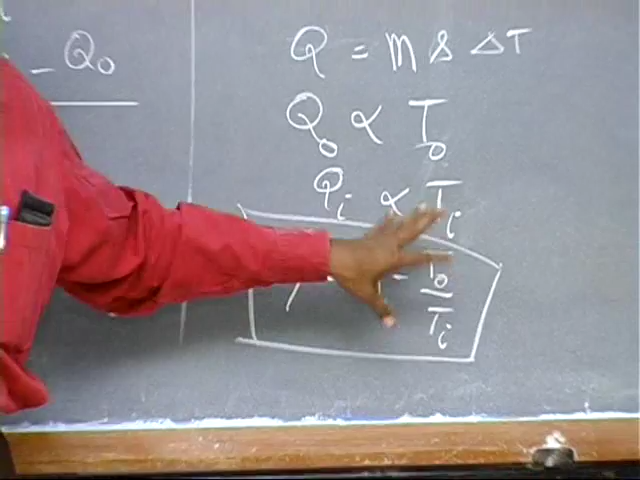 - Q₀
Q = m s ΔT
Q₀ ∝ T₀
Qᵢ ∝ Tᵢ
- T₀/Tᵢ